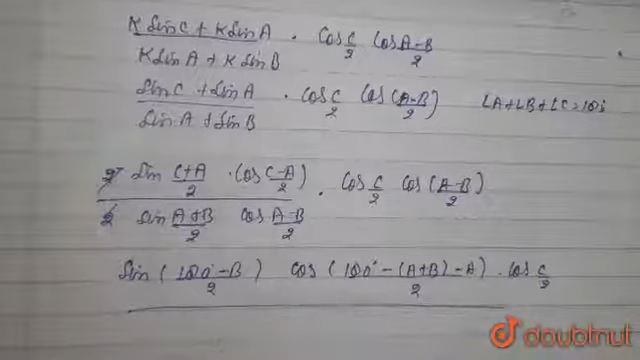 K sin C + K sin A . cos C/2 cos A-B/2
K sin A + K sin B
sin C + sin A . cos C/2 cos (A-B/2) ∠A+∠B+∠C=180
sin A + sin B
2 sin C+A/2 . cos (C-A/2) . cos C/2 cos (A-B/2)
2 sin A+B/2 cos A-B/2
sin (180°-B/2) cos (180°-(A+B)-A/2) . cos C/2
doubtnut